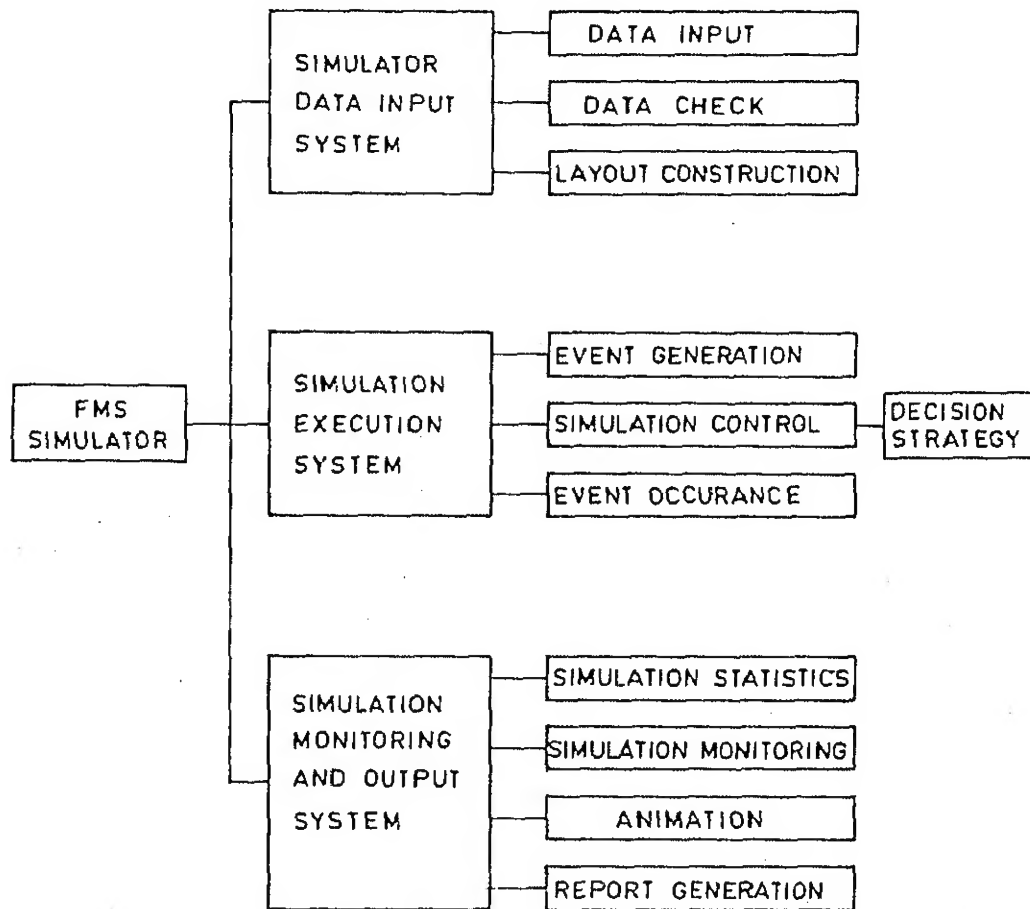 FMS
SIMULATOR
SIMULATOR
DATA INPUT
SYSTEM
DATA INPUT
DATA CHECK
LAYOUT CONSTRUCTION
SIMULATION
EXECUTION
SYSTEM
EVENT GENERATION
SIMULATION CONTROL
EVENT OCCURANCE
DECISION
STRATEGY
SIMULATION
MONITORING
AND OUTPUT
SYSTEM
SIMULATION STATISTICS
SIMULATION MONITORING
ANIMATION
REPORT GENERATION